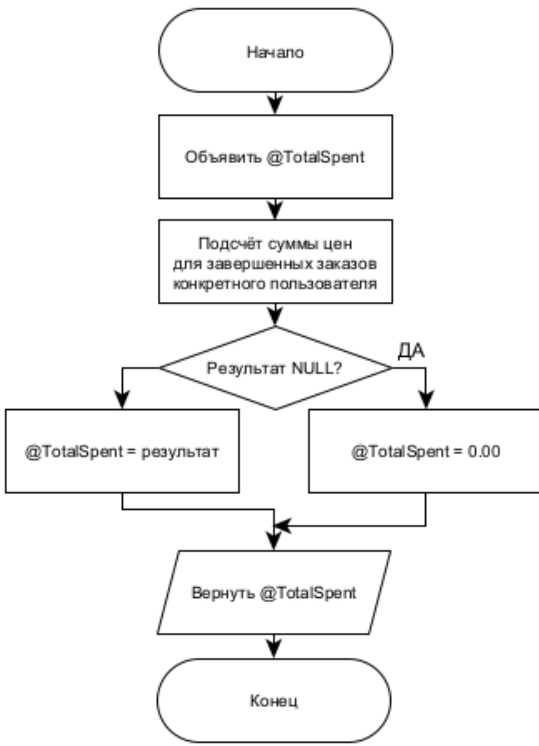 Начало
Объявить @TotalSpent
Подсчёт суммы цен
для завершенных заказов
конкретного пользователя
Результат NULL?
ДА
@TotalSpent = результат
@TotalSpent = 0.00
Вернуть @TotalSpent
Конец